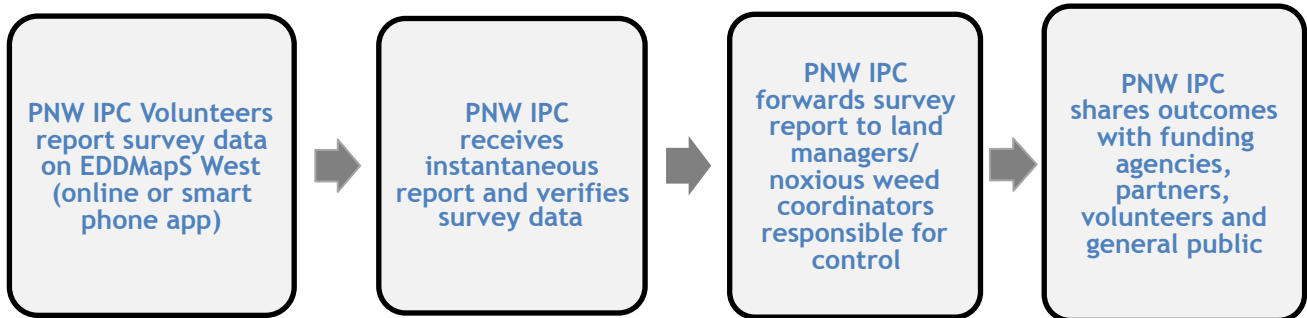 PNW IPC Volunteers
report survey data
on EDDMapS West
(online or smart
phone app)
PNW IPC
receives
instantaneous
report and verifies
survey data
PNW IPC
forwards survey
report to land
managers/
noxious weed
coordinators
responsible for
control
PNW IPC
shares outcomes
with funding
agencies,
partners,
volunteers and
general public